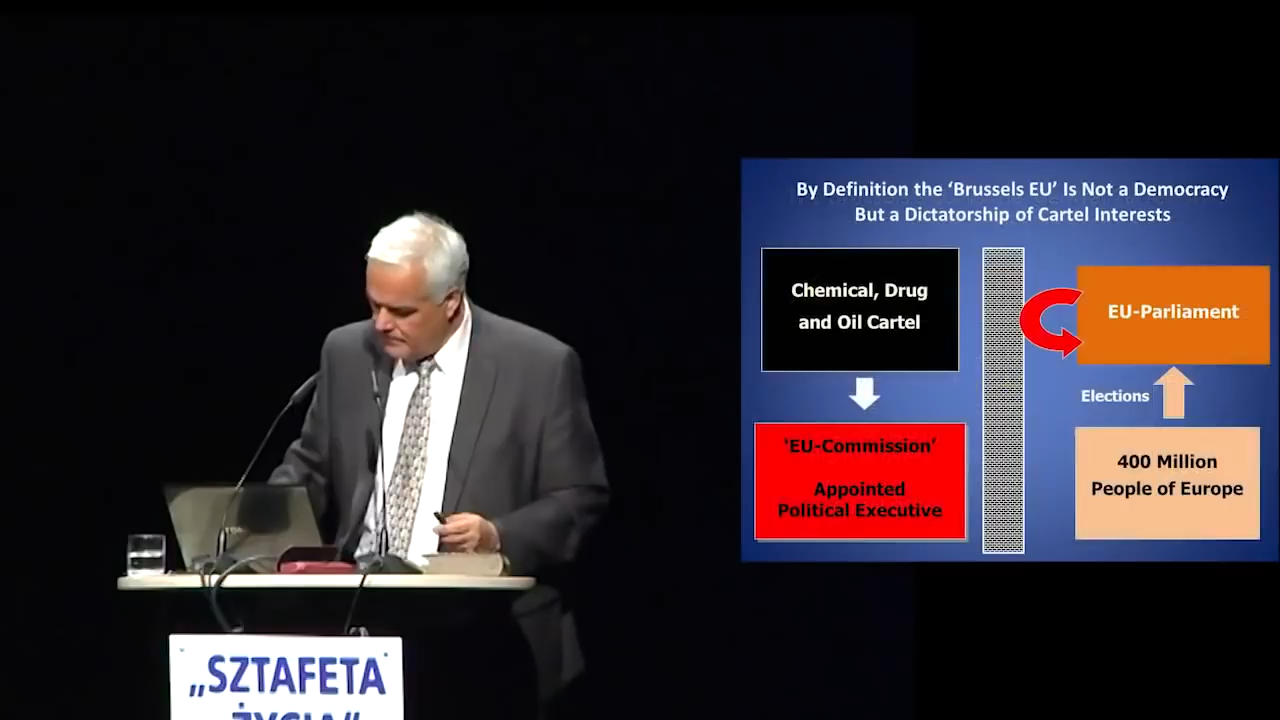 By Definition the ‘Brussels EU’ Is Not a Democracy
But a Dictatorship of Cartel Interests
Chemical, Drug
and Oil Cartel
‘EU-Commission’
Appointed
Political Executive
EU-Parliament
Elections
400 Million
People of Europe
„SZTAFETA
ŻYCIA”